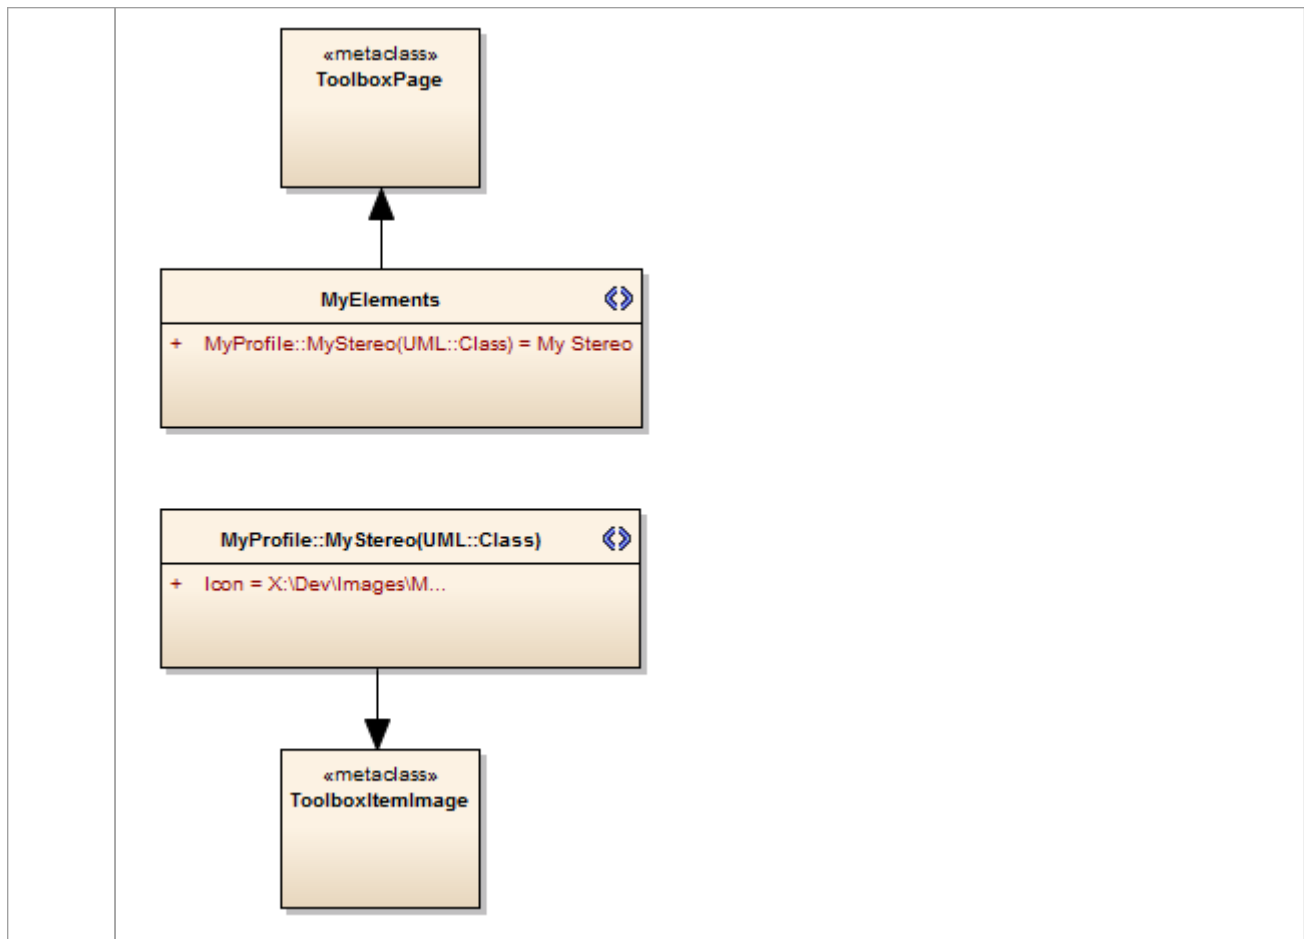 «metaclass»
ToolboxPage
MyElements
+ MyProfile::MyStereo(UML::Class) = My Stereo
MyProfile::MyStereo(UML::Class)
+ Icon = X:\Dev\Images\M...
«metaclass»
ToolboxItemImage